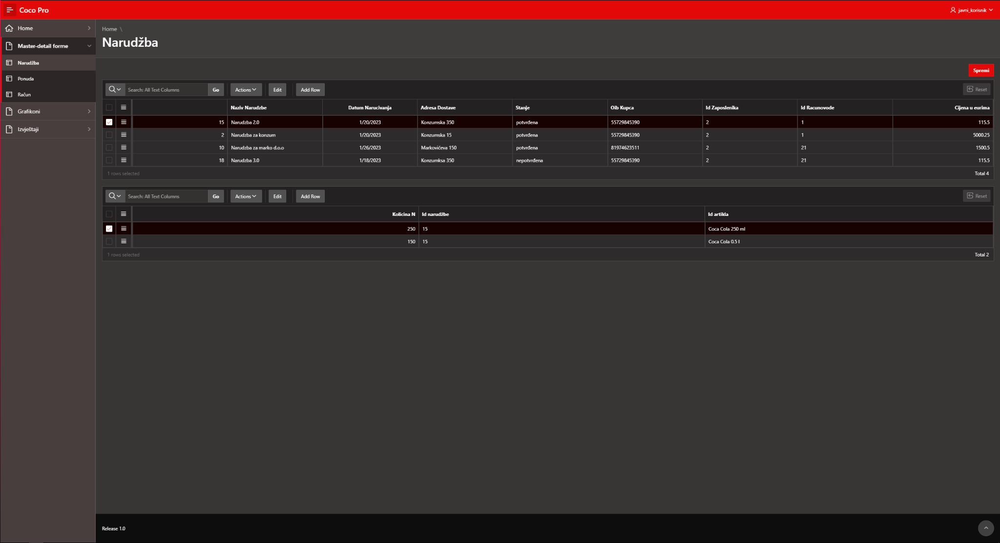 Coco Pro
javni_korisnik
Home
Master-detail forme
Narudžba
Ponuda
Račun
Grafikoni
Izvještaji
Home \
Narudžba
Spremi
Search: All Text Columns Go Actions Edit Add Row Reset
Naziv Narudzbe Datum Narucivanja Adresa Dostave Stanje Oib Kupca Id Zaposlenika Id Racunovođe Cijena u eurima
15 Narudzba 2.0 1/20/2023 Konzumska 350 potvrđena 55729845390 2 1 115.5
2 Narudzba za konzum 1/20/2023 Konzumska 15 potvrđena 55729845390 2 1 5000.25
10 Narudzba za marko d.o.o 1/26/2023 Markovićeva 150 potvrđena 81974623511 2 21 1500.5
18 Narudzba 3.0 1/18/2023 Konzumksa 350 nepotvrđena 55729845390 2 21 115.5
1 rows selected Total 4
Search: All Text Columns Go Actions Edit Add Row Reset
Kolicina N Id narudžbe Id artikla
250 15 Coca Cola 250 ml
150 15 Coca Cola 0.5 l
1 rows selected Total 2
Release 1.0